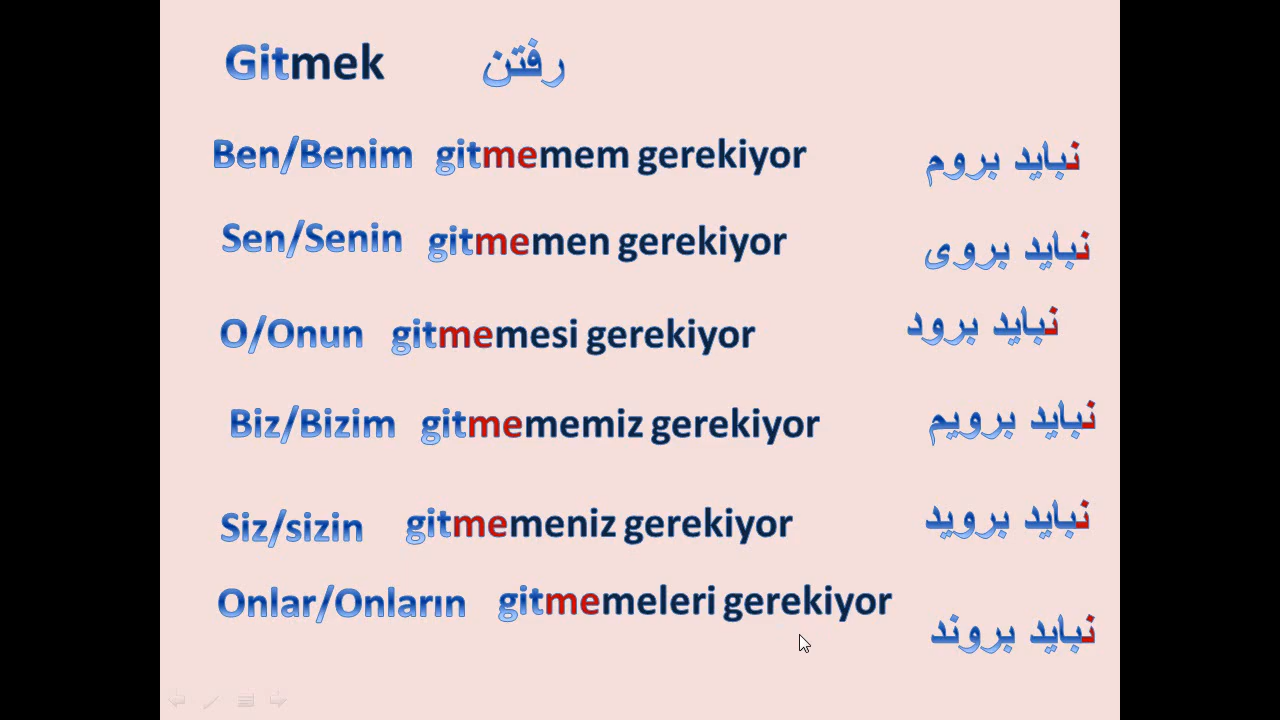 Gitmek رفتن
Ben/Benim gitmemem gerekiyor نباید بروم
Sen/Senin gitmemen gerekiyor نباید بروی
O/Onun gitmemesi gerekiyor نباید برود
Biz/Bizim gitmememiz gerekiyor نباید برویم
Siz/sizin gitmemeniz gerekiyor نباید بروید
Onlar/Onların gitmemeleri gerekiyor نباید بروند